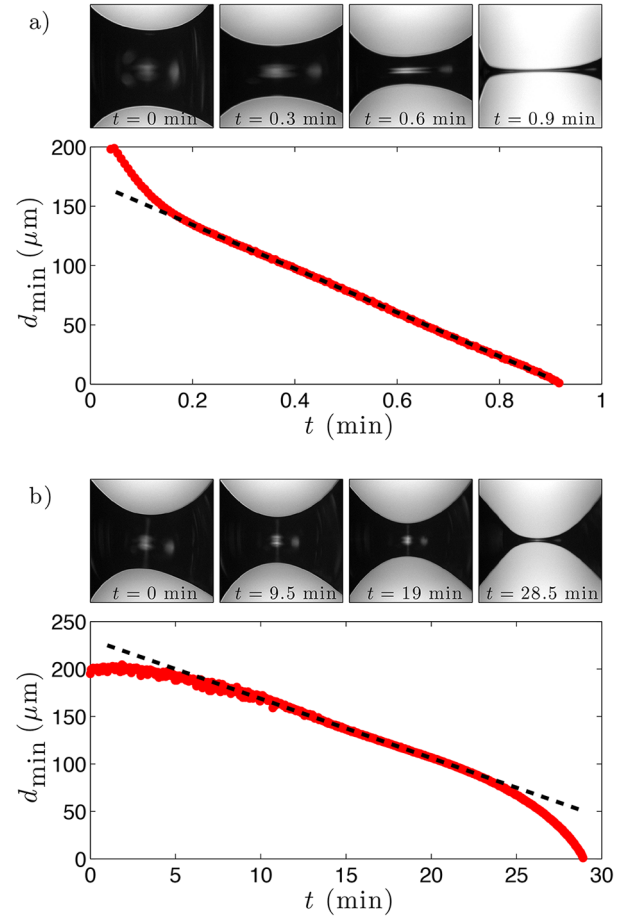 a)
t = 0 min t = 0.3 min t = 0.6 min t = 0.9 min
200
150
100
50
0
d_min (μm)
0 0.2 0.4 0.6 0.8 1
t (min)
b)
t = 0 min t = 9.5 min t = 19 min t = 28.5 min
250
200
150
100
50
0
d_min (μm)
0 5 10 15 20 25 30
t (min)